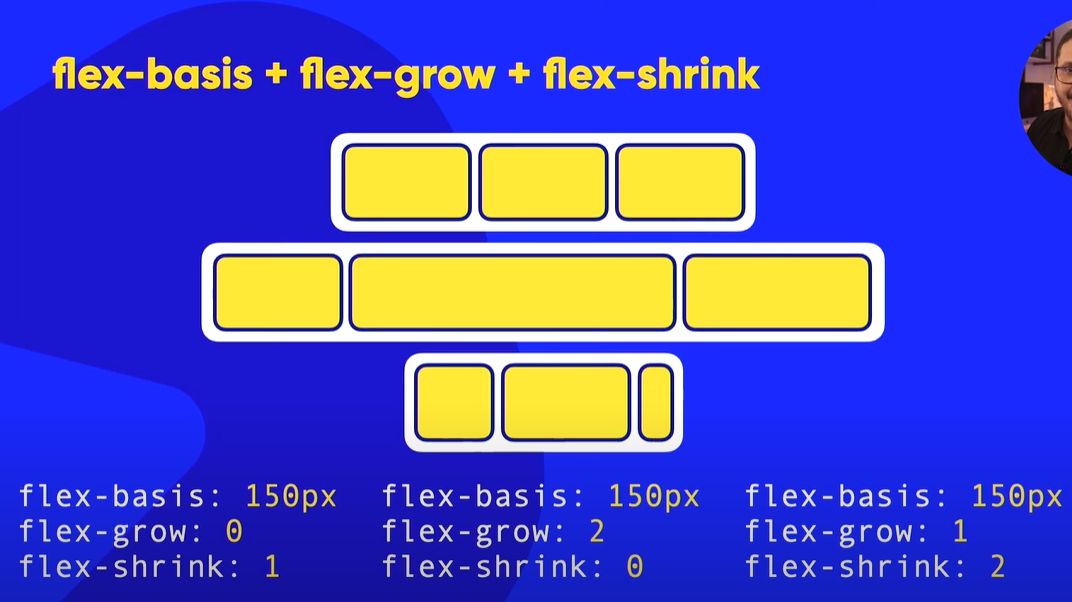 flex-basis + flex-grow + flex-shrink
flex-basis: 150px
flex-grow: 0
flex-shrink: 1
flex-basis: 150px
flex-grow: 2
flex-shrink: 0
flex-basis: 150px
flex-grow: 1
flex-shrink: 2